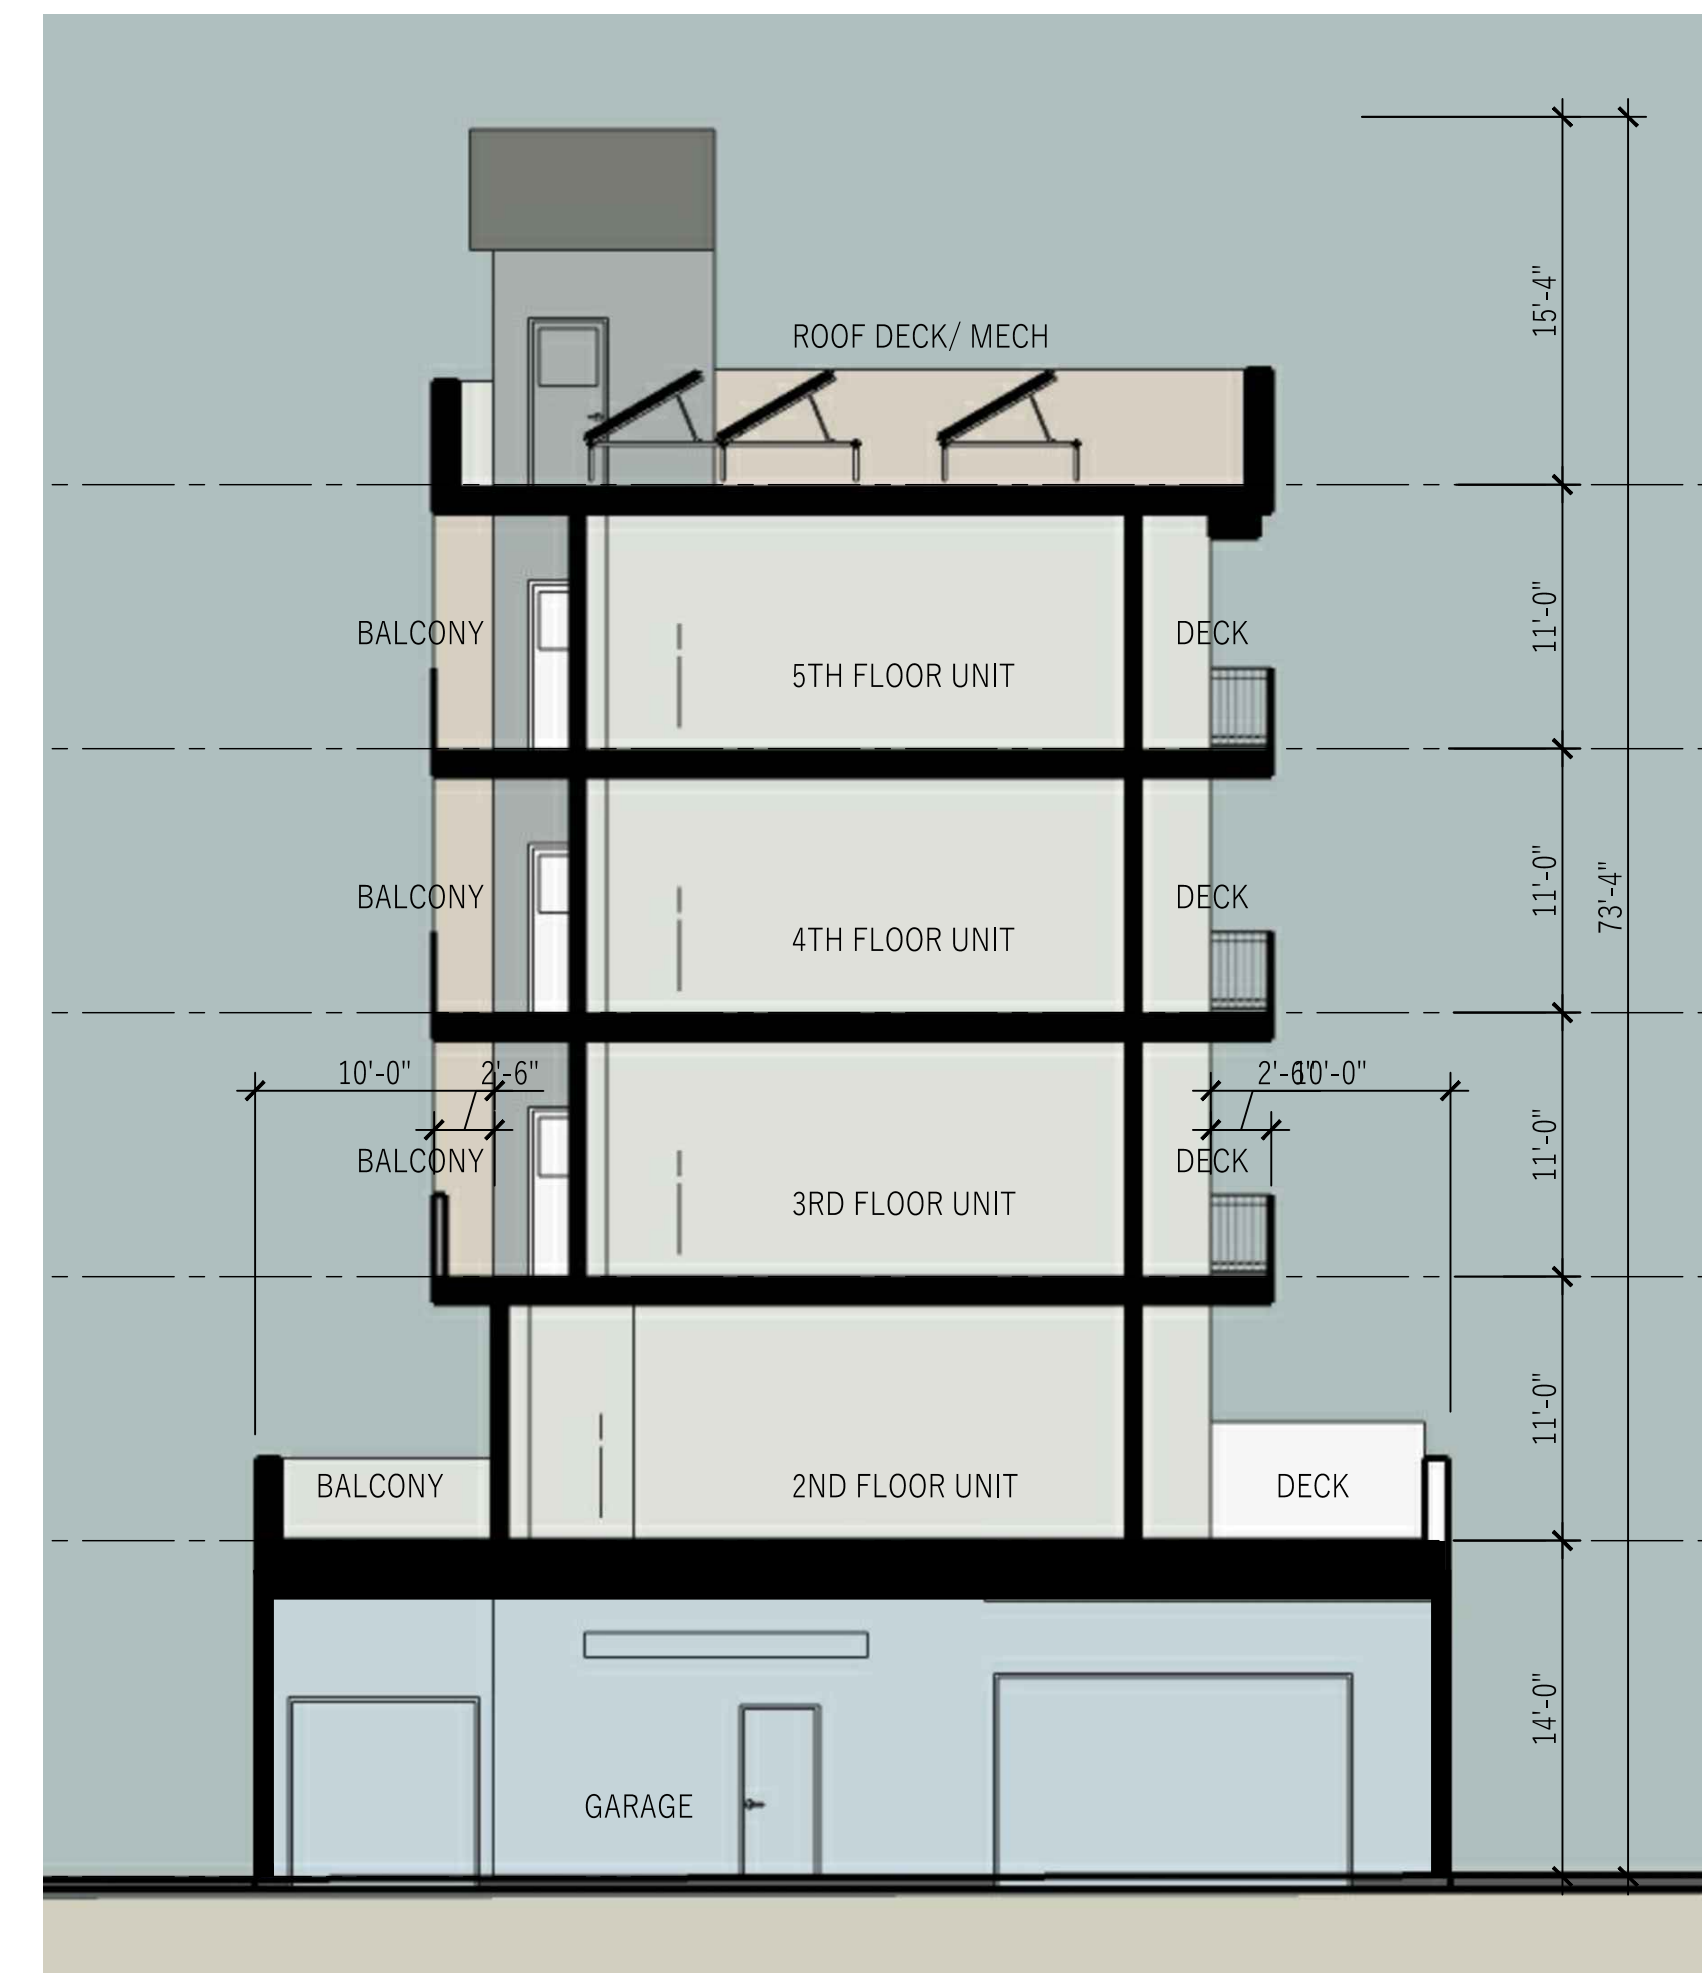 15'-4"
ROOF DECK/ MECH
11'-0"
BALCONY
DECK
5TH FLOOR UNIT
11'-0"
73'-4"
BALCONY
DECK
4TH FLOOR UNIT
10'-0"
2'-6"
2'-6"
10'-0"
11'-0"
BALCONY
DECK
3RD FLOOR UNIT
11'-0"
BALCONY
2ND FLOOR UNIT
DECK
14'-0"
GARAGE